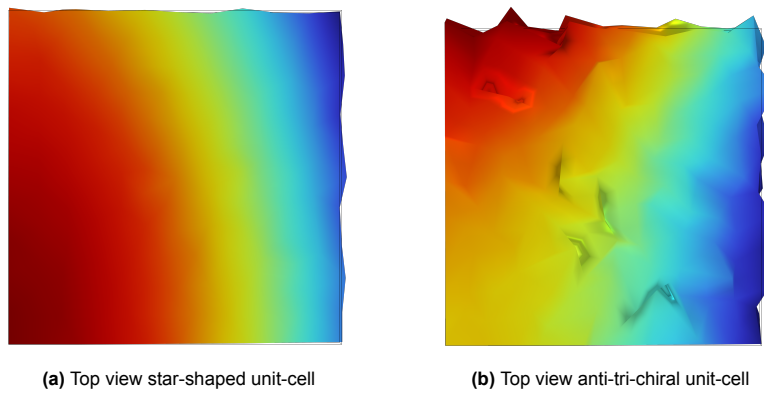 (a) Top view star-shaped unit-cell
(b) Top view anti-tri-chiral unit-cell